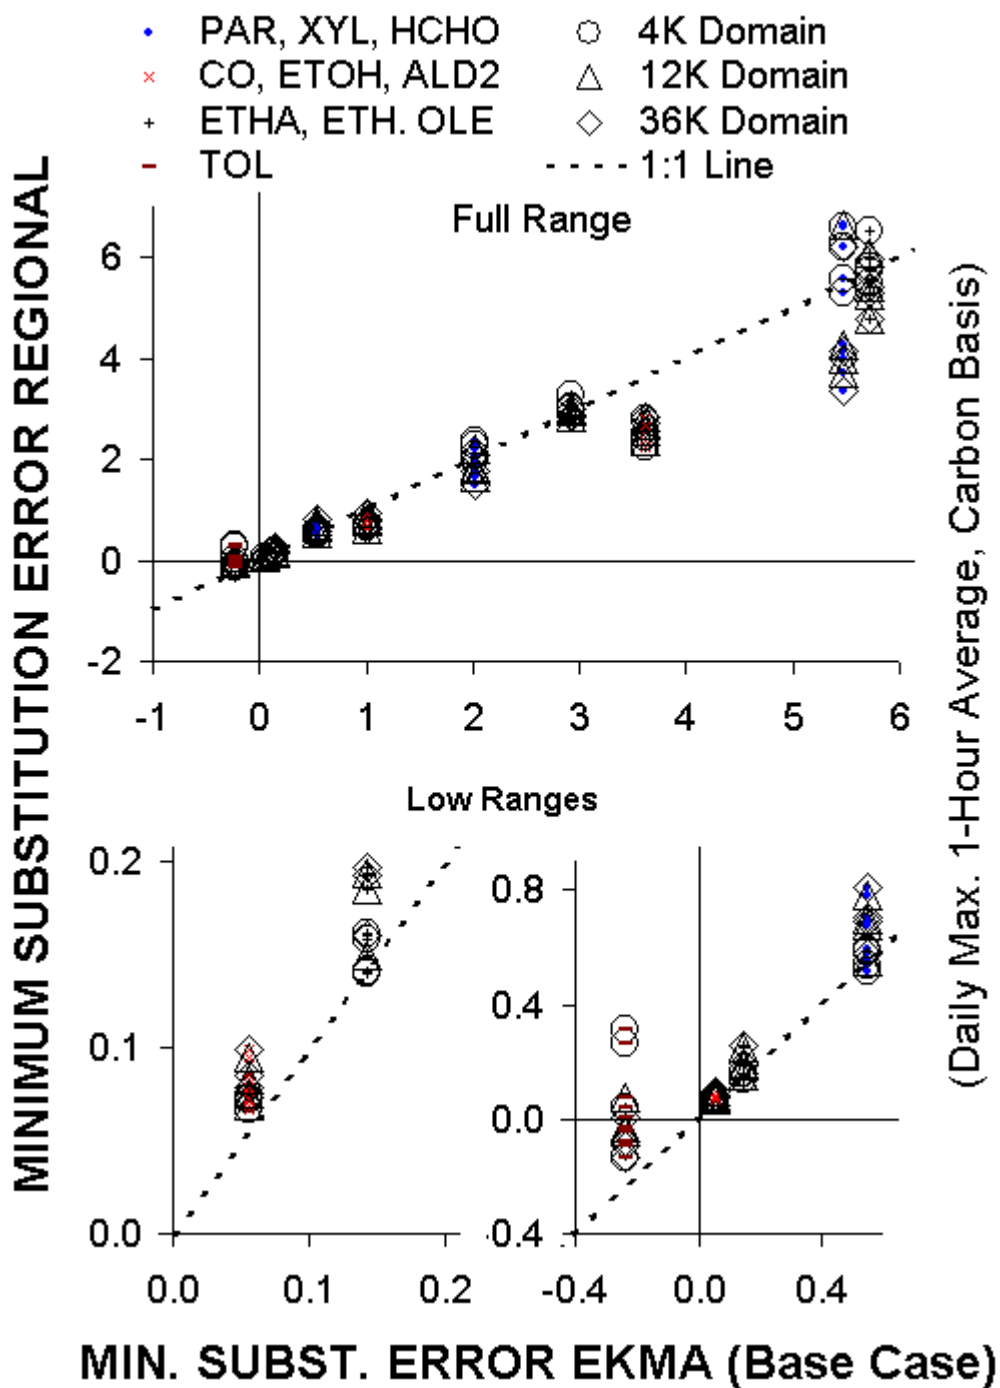 PAR, XYL, HCHO
4K Domain
CO, ETOH, ALD2
12K Domain
ETHA, ETH. OLE
36K Domain
TOL
1:1 Line
MINIMUM SUBSTITUTION ERROR REGIONAL
(Daily Max. 1-Hour Average, Carbon Basis)
Full Range
6
4
2
0
-2
-1
0
1
2
3
4
5
6
Low Ranges
0.2
0.1
0.0
0.0
0.1
0.2
0.8
0.4
0.0
-0.4
-0.4
0.0
0.4
MIN. SUBST. ERROR EKMA (Base Case)